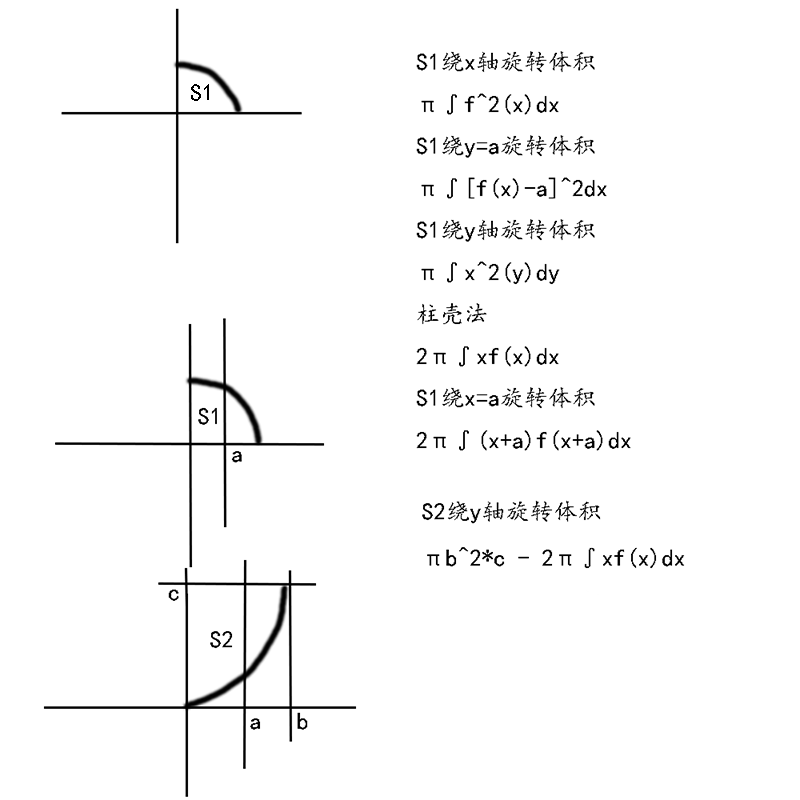 S1
S1绕x轴旋转体积
π∫f^2(x)dx
S1绕y=a旋转体积
π∫[f(x)-a]^2dx
S1绕y轴旋转体积
π∫x^2(y)dy
柱壳法
2π∫xf(x)dx
S1绕x=a旋转体积
2π∫(x+a)f(x+a)dx
S1
a
S2绕y轴旋转体积
πb^2*c - 2π∫xf(x)dx
c
S2
a
b